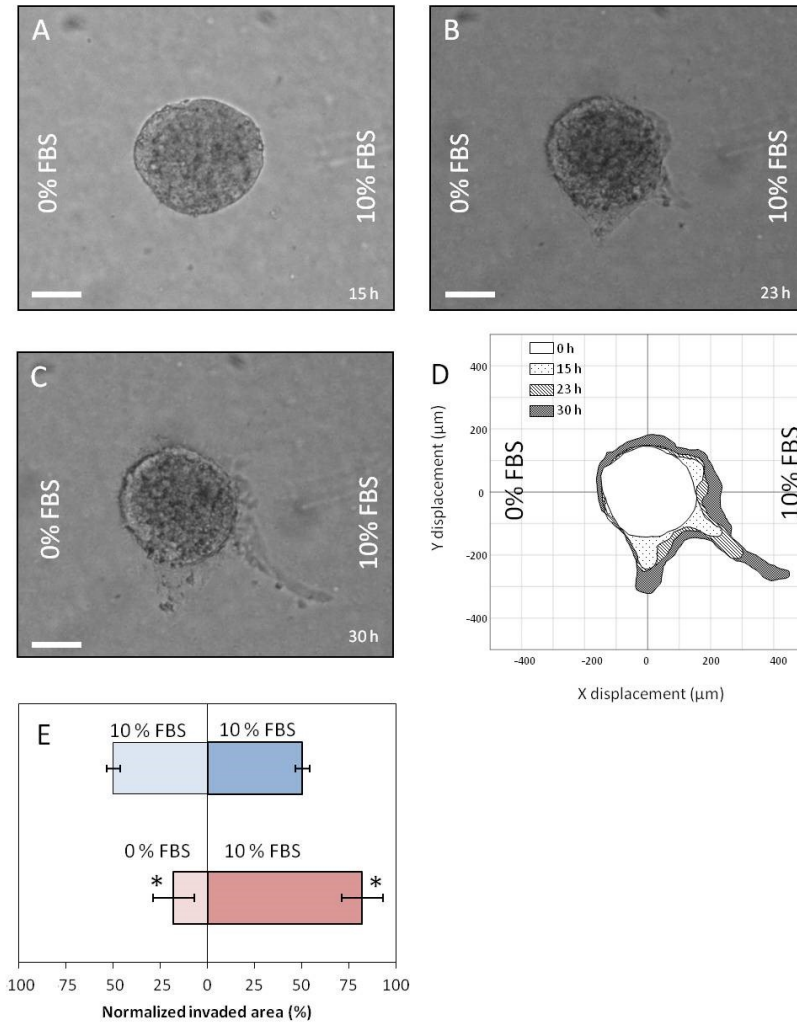 A
0% FBS
10% FBS
15 h
B
0% FBS
10% FBS
23 h
C
0% FBS
10% FBS
30 h
D
0 h
15 h
23 h
30 h
400
200
0
-200
-400
Y displacement (µm)
0% FBS
10% FBS
-400 -200 0 200 400
X displacement (µm)
E
10 % FBS 10 % FBS
0 % FBS 10 % FBS
* *
100 75 50 25 0 25 50 75 100
Normalized invaded area (%)